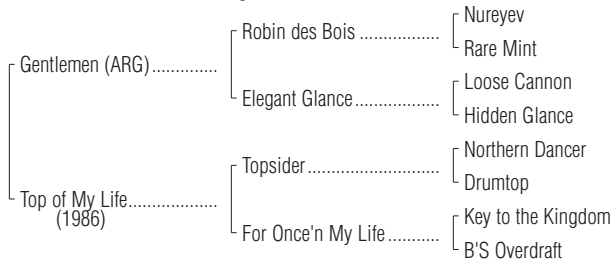 Nureyev
Robin des Bois .................
Rare Mint
Gentlemen (ARG)..............
Loose Cannon
Elegant Glance..................
Hidden Glance
Northern Dancer
Topsider............................
Drumtop
Top of My Life...................
(1986)
Key to the Kingdom
For Once'n My Life...........
B'S Overdraft